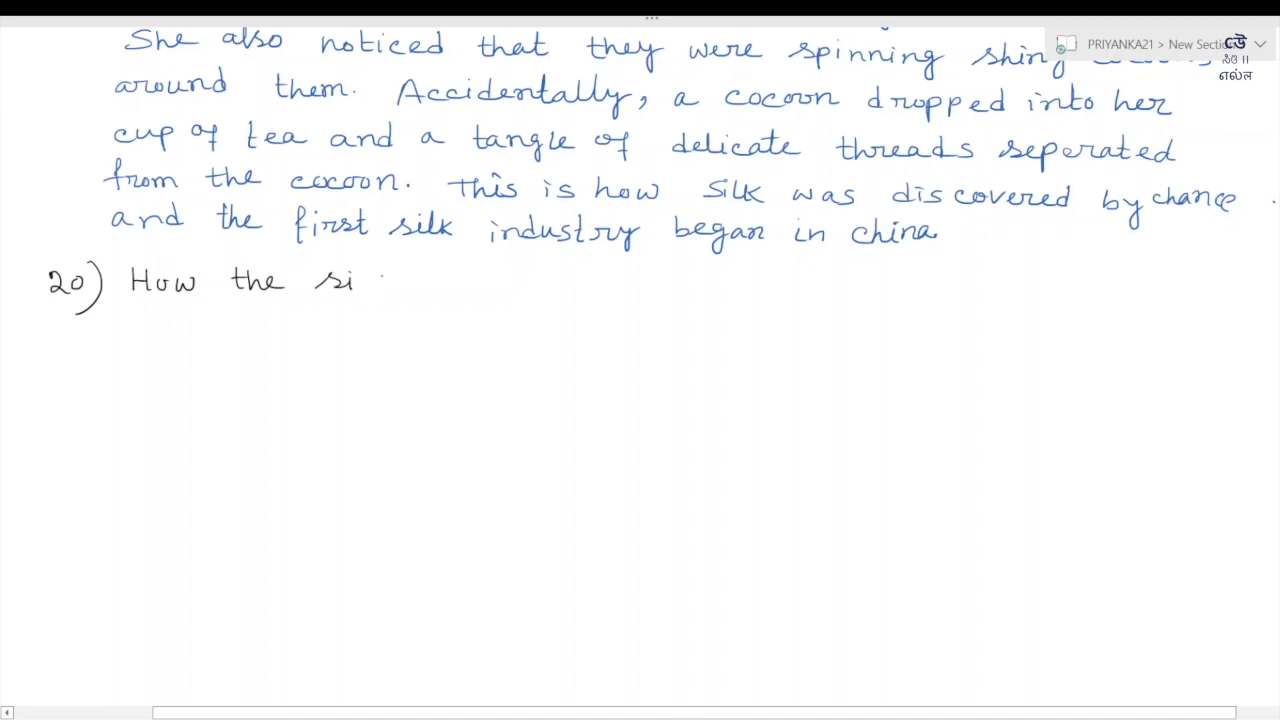 She also noticed that they were spinning shing
PRIYANKA21 > New Section
around them. Accidentally, a cocoon dropped into her
cup of tea and a tangle of delicate threads seperated
from the cocoon. This is how silk was discovered by chance
and the first silk industry began in china
20) How the si